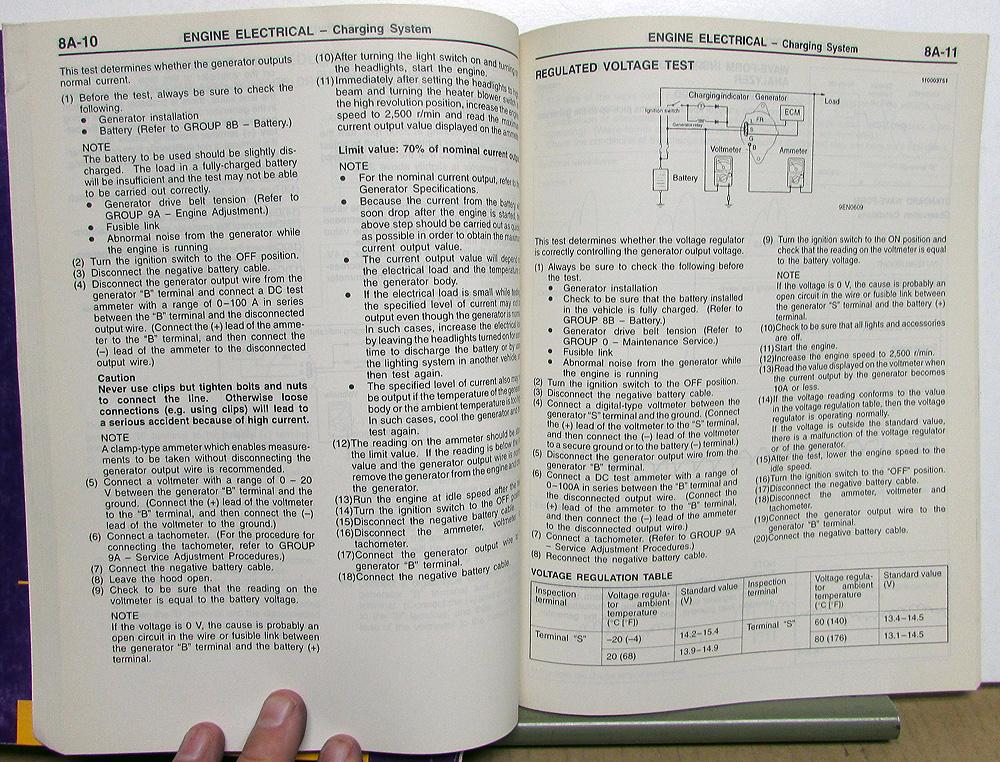 8A-10
ENGINE ELECTRICAL – Charging System
This test determines whether the generator outputs
normal current.
(1) Before the test, always be sure to check the
following.
● Generator installation
● Battery (Refer to GROUP 8B – Battery.)
NOTE
The battery to be used should be slightly dis-
charged. The load in a fully-charged battery
will be insufficient and the test may not be able
to be carried out correctly.
● Generator drive belt tension (Refer to
GROUP 9A – Engine Adjustment.)
● Fusible link
● Abnormal noise from the generator while
the engine is running
(2) Turn the ignition switch to the OFF position.
(3) Disconnect the negative battery cable.
(4) Disconnect the generator output wire from the
generator "B" terminal and connect a DC test
ammeter with a range of 0–100 A in series
between the "B" terminal and the disconnected
output wire. (Connect the (+) lead of the amme-
ter to the "B" terminal, and then connect the
(–) lead of the ammeter to the disconnected
output wire.)
Caution
Never use clips but tighten bolts and nuts
to connect the line. Otherwise loose
connections (e.g. using clips) will lead to
a serious accident because of high current.
NOTE
A clamp-type ammeter which enables measure-
ments to be taken without disconnecting the
generator output wire is recommended.
(5) Connect a voltmeter with a range of 0 – 20
V between the generator "B" terminal and the
ground. (Connect the (+) lead of the voltmeter
to the "B" terminal, and then connect the (–)
lead of the voltmeter to the ground.)
(6) Connect a tachometer. (For the procedure for
connecting the tachometer, refer to GROUP
9A – Service Adjustment Procedures.)
(7) Connect the negative battery cable.
(8) Leave the hood open.
(9) Check to be sure that the reading on the
voltmeter is equal to the battery voltage.
NOTE
If the voltage is 0 V, the cause is probably an
open circuit in the wire or fusible link between
the generator "B" terminal and the battery (+)
terminal.
(10)After turning the light switch on and turning
the headlights, start the engine.
(11)Immediately after setting the headlights to
beam and turning the heater blower switch
the high revolution position, increase the
speed to 2,500 r/min and read the
current output value displayed on the
Limit value: 70% of nominal current
NOTE
● For the nominal current output, refer to
Generator Specifications.
● Because the current from the battery
soon drop after the engine is started,
above step should be carried out as
as possible in order to obtain the
current output value.
● The current output value will depend
the electrical load and the temperature
the generator body.
● If the electrical load is small while
the specified level of current may
output even though the generator is
In such cases, increase the electrical
by leaving the headlights turned on for
time to discharge the battery or by
the lighting system in another vehicle,
then test again.
● The specified level of current also may
be output if the temperature of the
body or the ambient temperature is too
In such cases, cool the generator and
test again.
(12)The reading on the ammeter should be
the limit value. If the reading is below the
value and the generator output wire is
remove the generator from the engine and
the generator.
(13)Run the engine at idle speed after the
(14)Turn the ignition switch to the OFF
(15)Disconnect the negative battery cable.
(16)Disconnect the ammeter, voltmeter
tachometer.
(17)Connect the generator output wire
generator "B" terminal.
(18)Connect the negative battery cable.
ENGINE ELECTRICAL – Charging System
8A-11
REGULATED VOLTAGE TEST
110003751
Charging indicator Generator
Load
Ignition switch
ECM
Generator relay
L
FR
S
G
B
Voltmeter
Ammeter
Battery
9EN0609
This test determines whether the voltage regulator
is correctly controlling the generator output voltage.
(1) Always be sure to check the following before
the test.
● Generator installation
● Check to be sure that the battery installed
in the vehicle is fully charged. (Refer to
GROUP 8B – Battery.)
● Generator drive belt tension (Refer to
GROUP 0 – Maintenance Service.)
● Fusible link
● Abnormal noise from the generator while
the engine is running
(2) Turn the ignition switch to the OFF position.
(3) Disconnect the negative battery cable.
(4) Connect a digital-type voltmeter between the
generator "S" terminal and the ground. (Connect
the (+) lead of the voltmeter to the "S" terminal,
and then connect the (–) lead of the voltmeter
to a secure ground or to the battery (–) terminal.)
(5) Disconnect the generator output wire from the
generator "B" terminal.
(6) Connect a DC test ammeter with a range of
0–100A in series between the "B" terminal and
the disconnected output wire. (Connect the
(+) lead of the ammeter to the "B" terminal,
and then connect the (–) lead of the ammeter
to the disconnected output wire.)
(7) Connect a tachometer. (Refer to GROUP 9A
– Service Adjustment Procedures.)
(8) Reconnect the negative battery cable.
(9) Turn the ignition switch to the ON position and
check that the reading on the voltmeter is equal
to the battery voltage.
NOTE
If the voltage is 0 V, the cause is probably an
open circuit in the wire or fusible link between
the generator "S" terminal and the battery (+)
terminal.
(10)Check to be sure that all lights and accessories
are off.
(11)Start the engine.
(12)Increase the engine speed to 2,500 r/min.
(13)Read the value displayed on the voltmeter when
the current output by the generator becomes
10A or less.
(14)If the voltage reading conforms to the value
in the voltage regulation table, then the voltage
regulator is operating normally.
If the voltage is outside the standard value,
there is a malfunction of the voltage regulator
or of the generator.
(15)After the test, lower the engine speed to the
idle speed.
(16)Turn the ignition switch to the "OFF" position.
(17)Disconnect the negative battery cable.
(18)Disconnect the ammeter, voltmeter and
tachometer.
(19)Connect the generator output wire to the
generator "B" terminal.
(20)Connect the negative battery cable.
VOLTAGE REGULATION TABLE
Inspection terminal | Voltage regula-tor ambient temperature (°C [°F]) | Standard value (V) | Inspection terminal | Voltage regula-tor ambient temperature (°C [°F]) | Standard value (V)
Terminal "S" | –20 (–4) | 14.2–15.4 | Terminal "S" | 60 (140) | 13.4–14.5
20 (68) | 13.9–14.9 | 80 (176) | 13.1–14.5